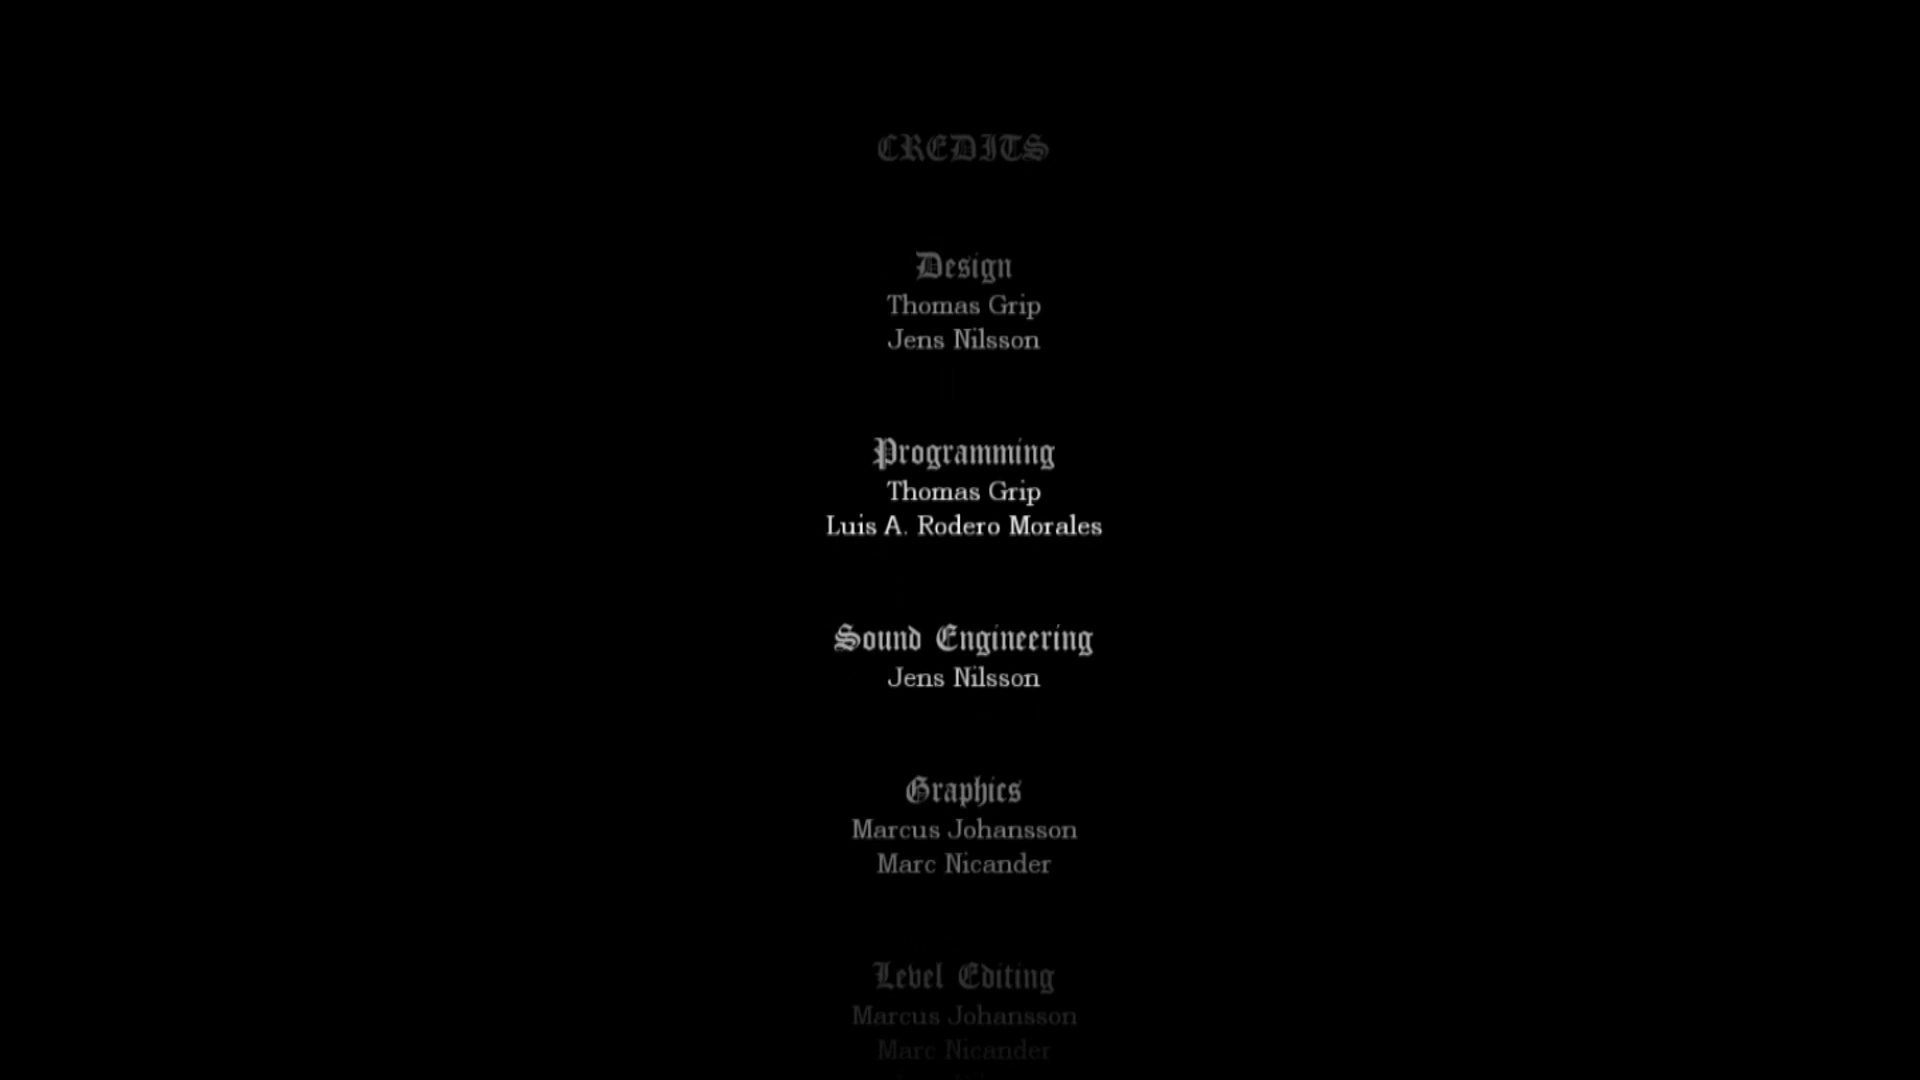 CREDITS
Design
Thomas Grip
Jens Nilsson
Programming
Thomas Grip
Luis A. Rodero Morales
Sound Engineering
Jens Nilsson
Graphics
Marcus Johansson
Marc Nicander
Level Editing
Marcus Johansson
Marc Nicander